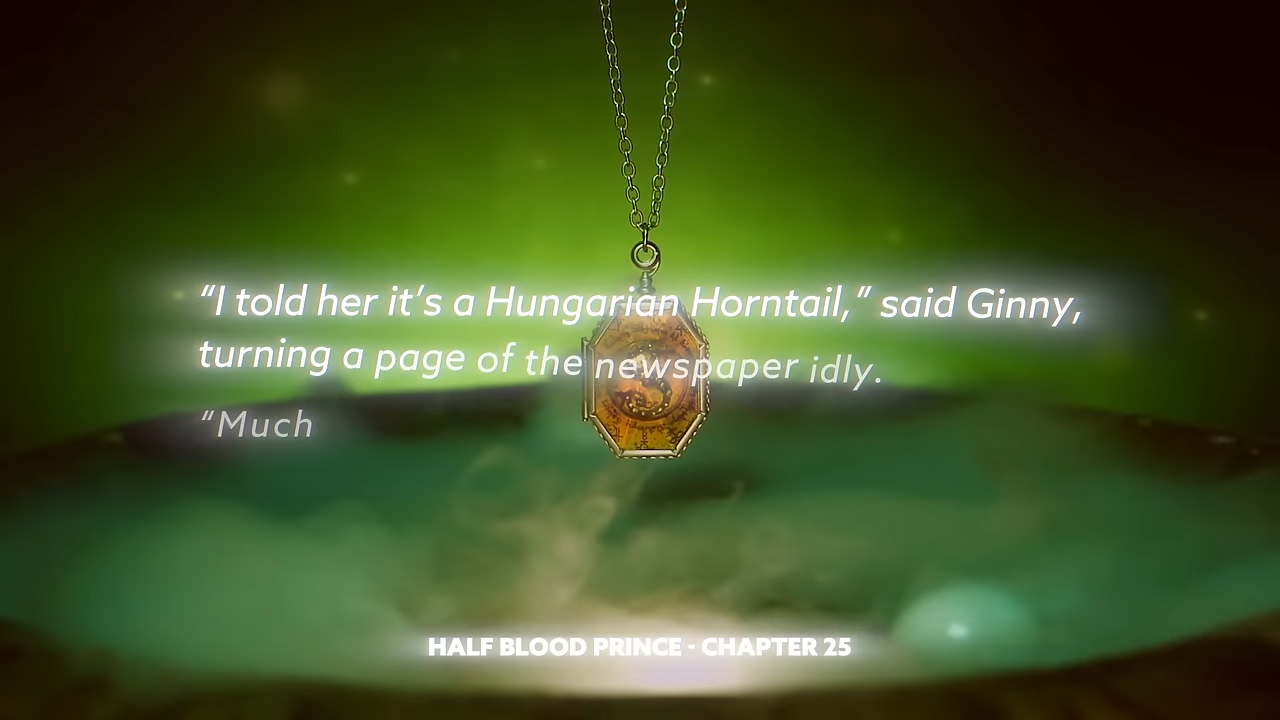 “I told her it’s a Hungarian Horntail,” said Ginny,
turning a page of the newspaper idly.
“Much
HALF BLOOD PRINCE - CHAPTER 25